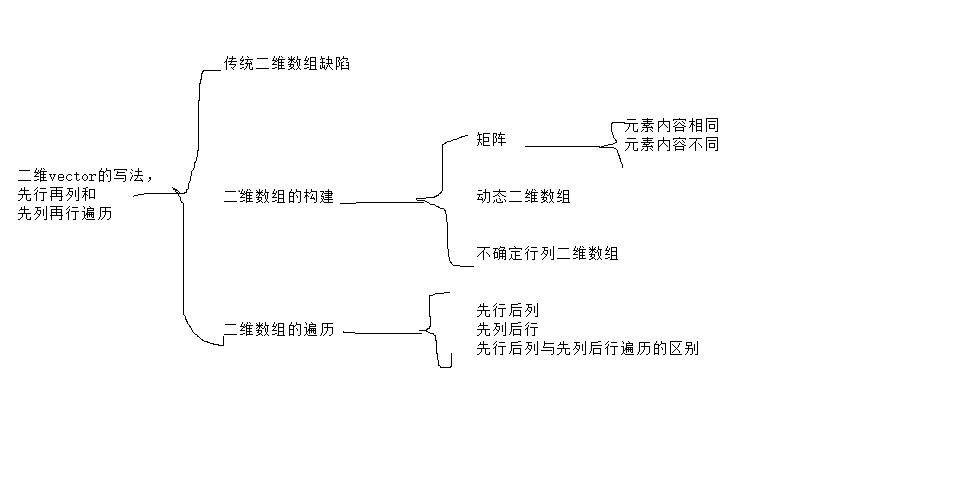 传统二维数组缺陷
元素内容相同
矩阵
元素内容不同
二维vector的写法，
先行再列和
先列再行遍历
二维数组的构建
动态二维数组
不确定行列二维数组
先行后列
二维数组的遍历
先列后行
先行后列与先列后行遍历的区别